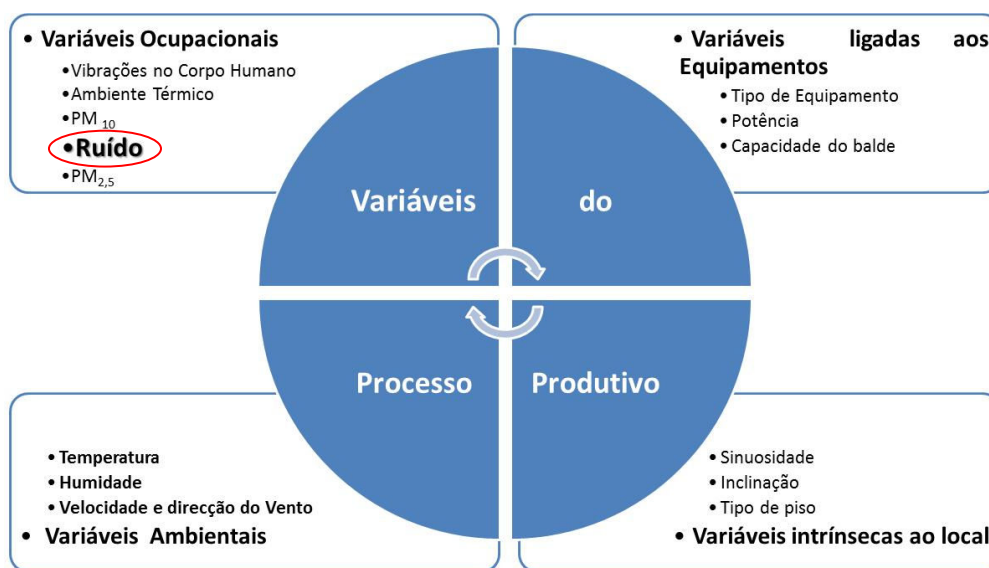 • Variáveis Ocupacionais
•Vibrações no Corpo Humano
•Ambiente Térmico
•PM 10
•Ruído
•PM2,5
• Variáveis ligadas aos
Equipamentos
• Tipo de Equipamento
• Potência
• Capacidade do balde
Variáveis do
Processo Produtivo
• Temperatura
• Humidade
• Velocidade e direcção do Vento
• Variáveis Ambientais
• Sinuosidade
• Inclinação
• Tipo de piso
• Variáveis intrínsecas ao local